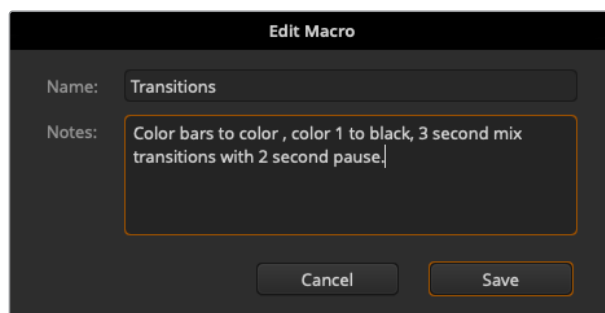 Edit Macro
Name: Transitions
Notes: Color bars to color , color 1 to black, 3 second mix
transitions with 2 second pause.
Cancel Save